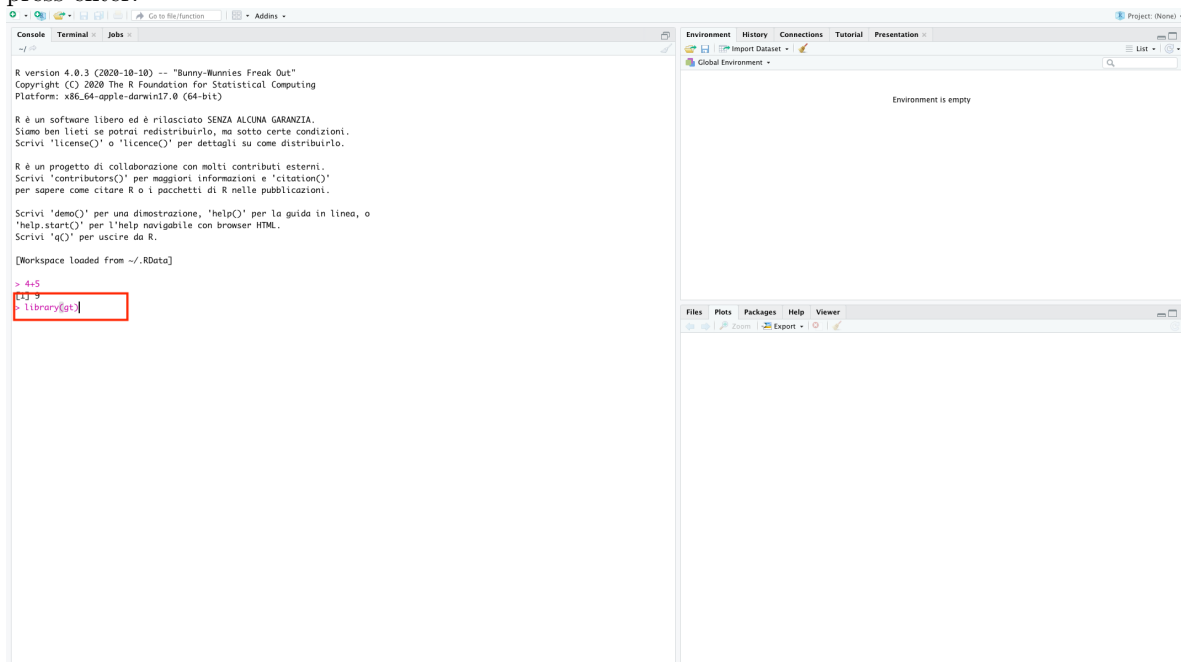 press enter.
Go to file/function
Addins
Project: (None)
Console Terminal Jobs
~/
R version 4.0.3 (2020-10-10) -- "Bunny-Wunnies Freak Out"
Copyright (C) 2020 The R Foundation for Statistical Computing
Platform: x86_64-apple-darwin17.0 (64-bit)
R è un software libero ed è rilasciato SENZA ALCUNA GARANZIA.
Siamo ben lieti se potrai redistribuirlo, ma sotto certe condizioni.
Scrivi 'license()' o 'licence()' per dettagli su come distribuirlo.
R è un progetto di collaborazione con molti contributi esterni.
Scrivi 'contributors()' per maggiori informazioni e 'citation()'
per sapere come citare R o i pacchetti di R nelle pubblicazioni.
Scrivi 'demo()' per una dimostrazione, 'help()' per la guida in linea, o
'help.start()' per l'help navigabile con browser HTML.
Scrivi 'q()' per uscire da R.
[Workspace loaded from ~/.RData]
> 4+5
[1] 9
> library(gt)
Environment History Connections Tutorial Presentation
Import Dataset
List
Global Environment
Environment is empty
Files Plots Packages Help Viewer
Zoom Export